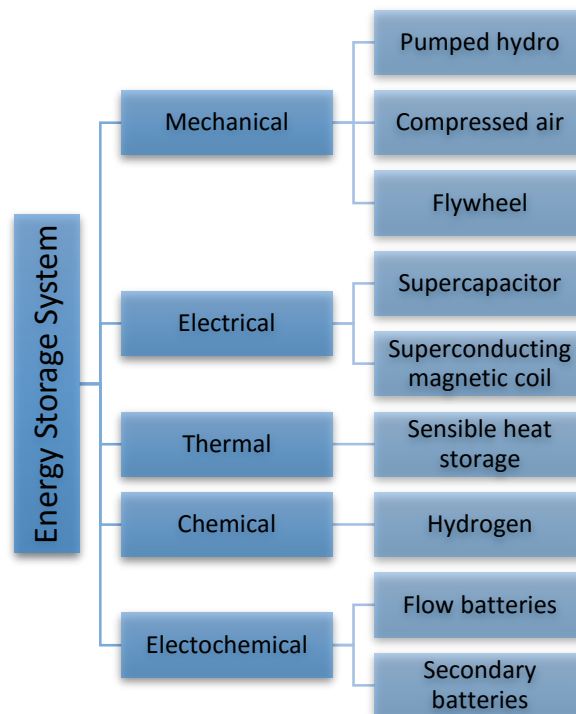 Energy Storage System
Mechanical
Pumped hydro
Compressed air
Flywheel
Electrical
Supercapacitor
Superconducting
magnetic coil
Thermal
Sensible heat
storage
Chemical
Hydrogen
Electochemical
Flow batteries
Secondary
batteries